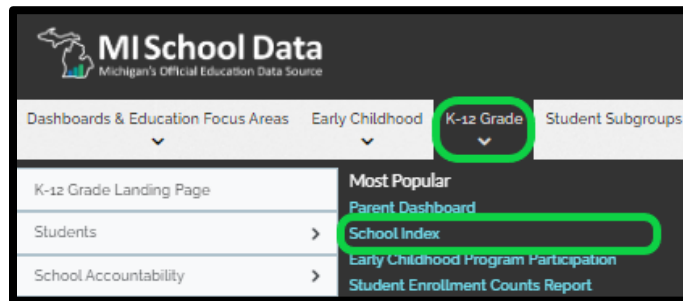 MI School Data
Michigan's Official Education Data Source
Dashboards & Education Focus Areas Early Childhood K-12 Grade Student Subgroups
K-12 Grade Landing Page
Students
School Accountability
Most Popular
Parent Dashboard
School Index
Early Childhood Program Participation
Student Enrollment Counts Report